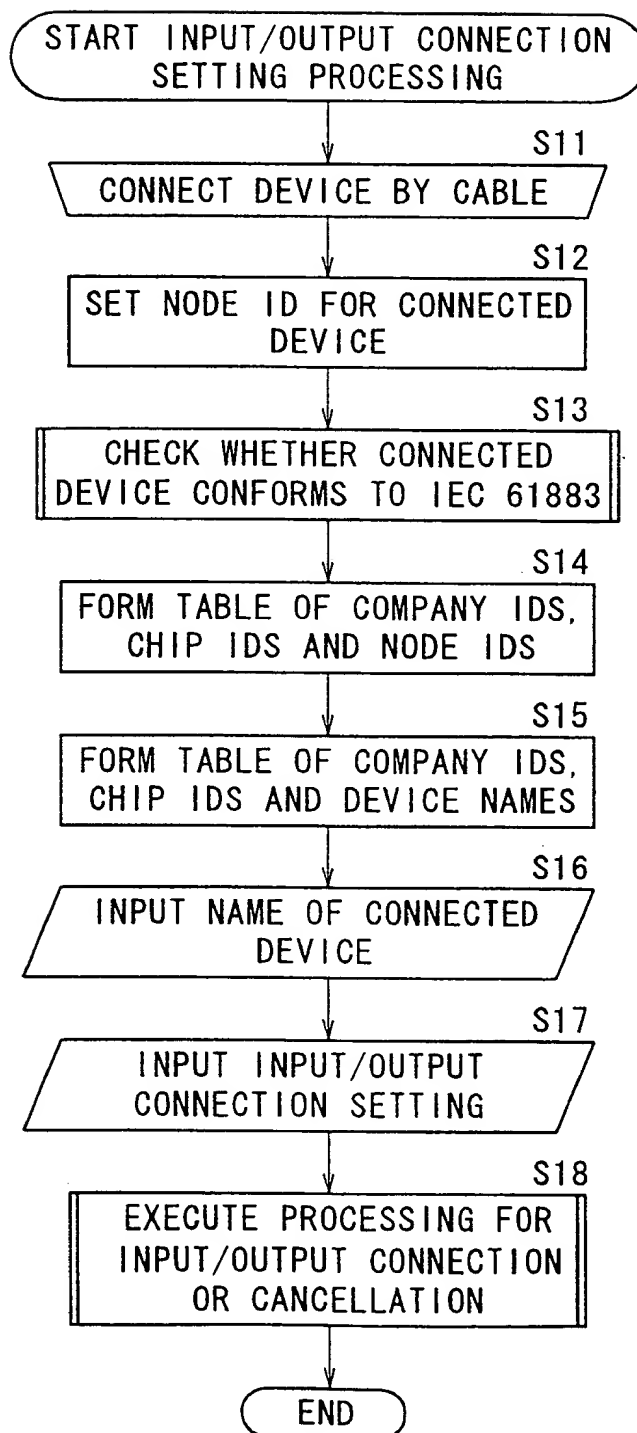 START INPUT/OUTPUT CONNECTION
SETTING PROCESSING
S11
CONNECT DEVICE BY CABLE
S12
SET NODE ID FOR CONNECTED
DEVICE
S13
CHECK WHETHER CONNECTED
DEVICE CONFORMS TO IEC 61883
S14
FORM TABLE OF COMPANY IDS,
CHIP IDS AND NODE IDS
S15
FORM TABLE OF COMPANY IDS,
CHIP IDS AND DEVICE NAMES
S16
INPUT NAME OF CONNECTED
DEVICE
S17
INPUT INPUT/OUTPUT
CONNECTION SETTING
S18
EXECUTE PROCESSING FOR
INPUT/OUTPUT CONNECTION
OR CANCELLATION
END